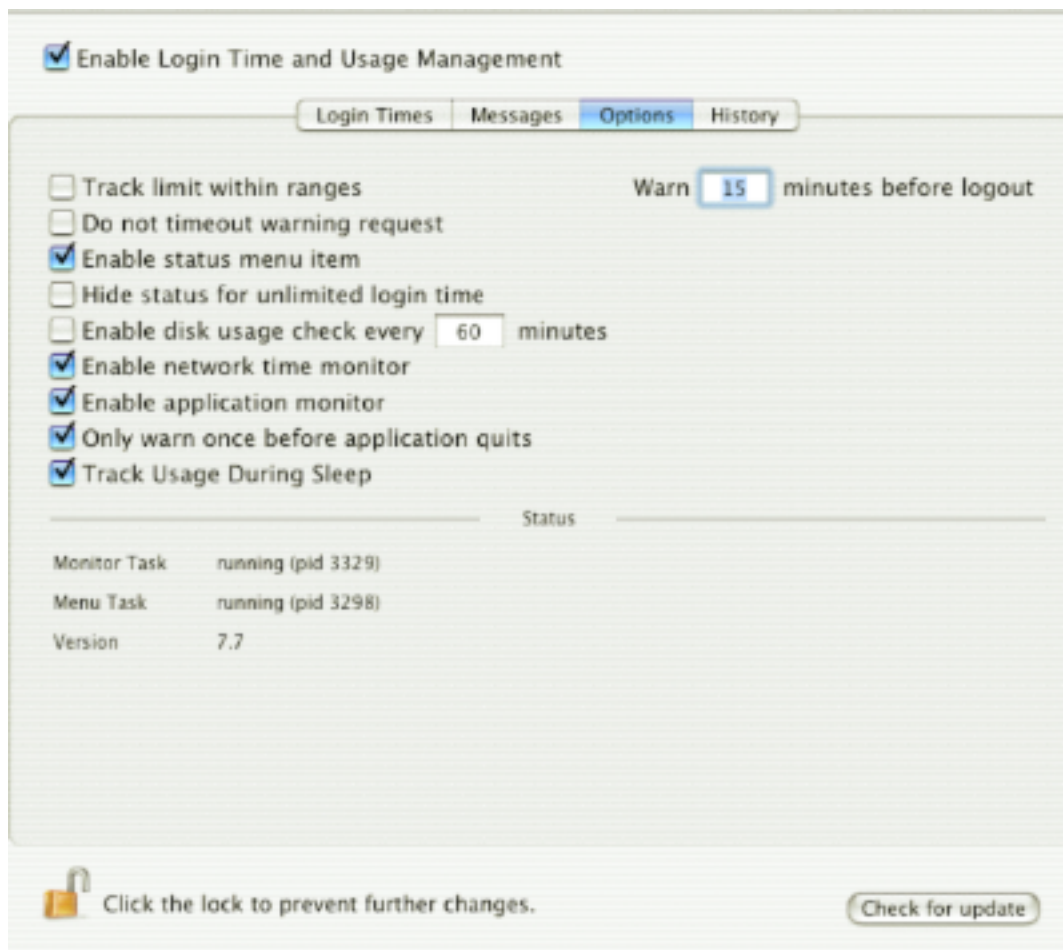 Enable Login Time and Usage Management
Login Times Messages Options History
Track limit within ranges Warn 15 minutes before logout
Do not timeout warning request
Enable status menu item
Hide status for unlimited login time
Enable disk usage check every 60 minutes
Enable network time monitor
Enable application monitor
Only warn once before application quits
Track Usage During Sleep
Status
Monitor Task running (pid 3329)
Menu Task running (pid 3298)
Version 7.7
Click the lock to prevent further changes. Check for update